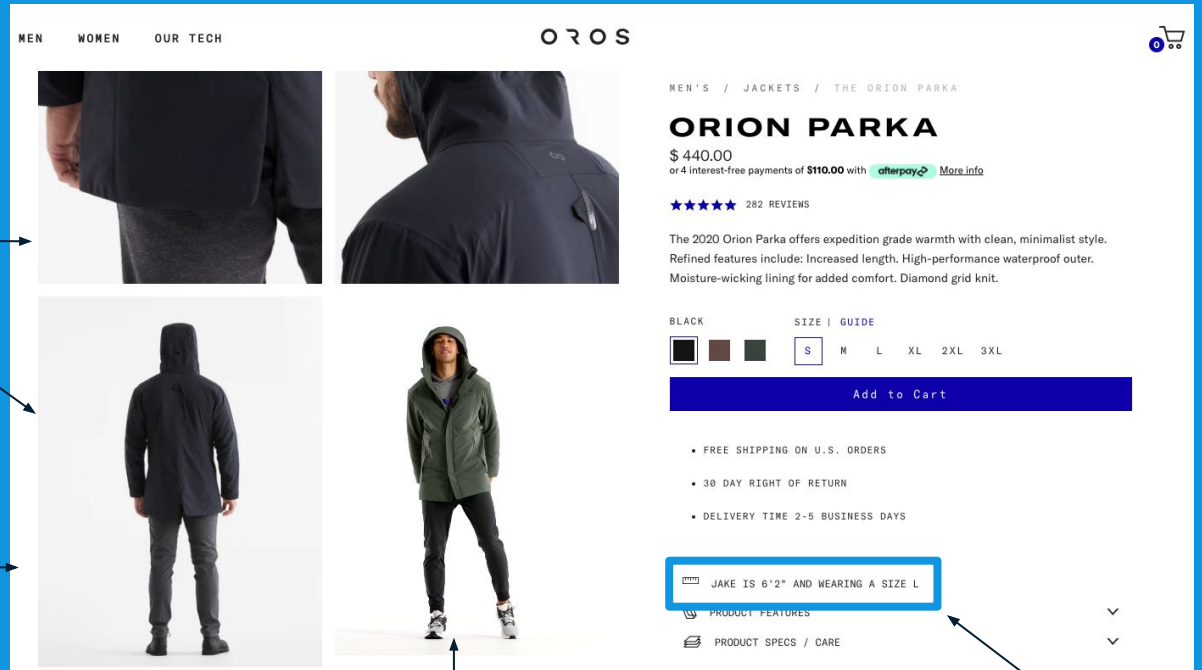 MEN WOMEN OUR TECH
OROS
0
MEN'S / JACKETS / THE ORION PARKA
ORION PARKA
$ 440.00
or 4 interest-free payments of $110.00 with afterpay More info
282 REVIEWS
The 2020 Orion Parka offers expedition grade warmth with clean, minimalist style.
Refined features include: Increased length. High-performance waterproof outer.
Moisture-wicking lining for added comfort. Diamond grid knit.
BLACK
SIZE | GUIDE
S M L XL 2XL 3XL
Add to Cart
• FREE SHIPPING ON U.S. ORDERS
• 30 DAY RIGHT OF RETURN
• DELIVERY TIME 2-5 BUSINESS DAYS
JAKE IS 6'2" AND WEARING A SIZE L
PRODUCT FEATURES
PRODUCT SPECS / CARE